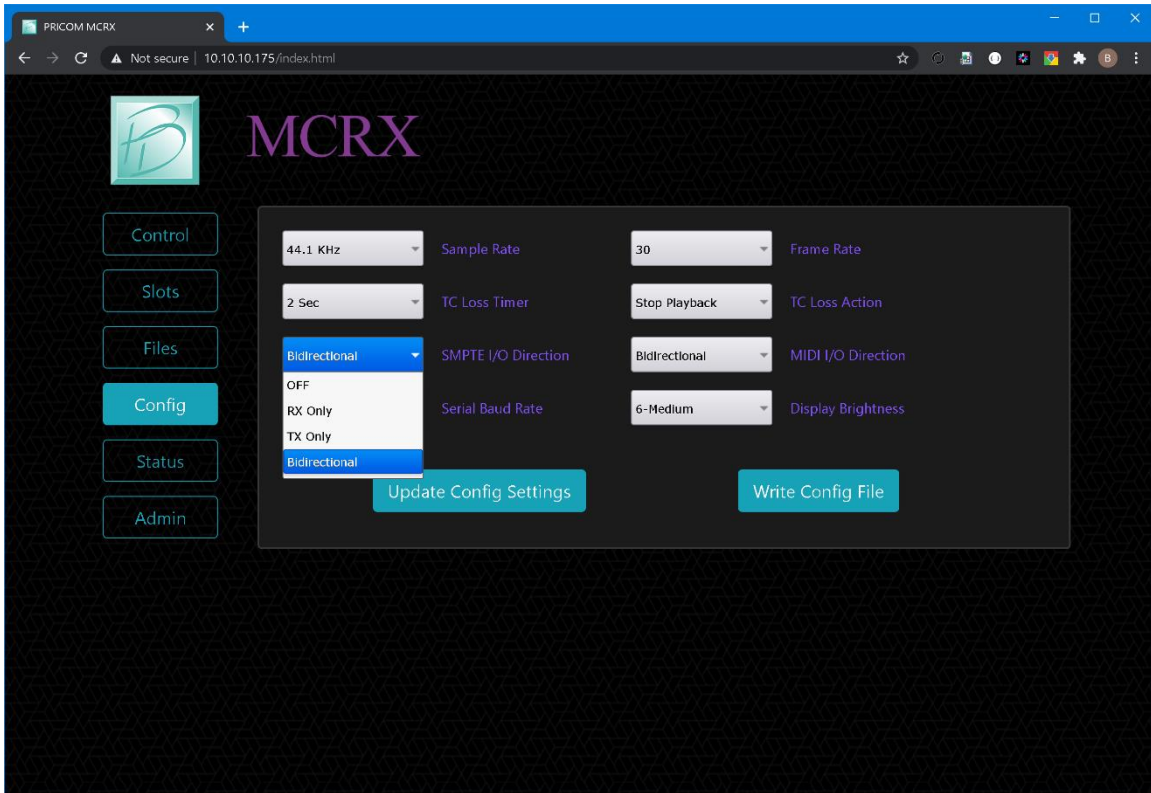 PRICOM MCRX
Not secure | 10.10.10.175/index.html
B
MCRX
Control
Slots
Files
Config
Status
Admin
44.1 KHz Sample Rate 30 Frame Rate
2 Sec TC Loss Timer Stop Playback TC Loss Action
Bidirectional SMPTE I/O Direction Bidirectional MIDI I/O Direction
OFF
RX Only
TX Only
Bidirectional
Serial Baud Rate 6-Medium Display Brightness
Update Config Settings Write Config File